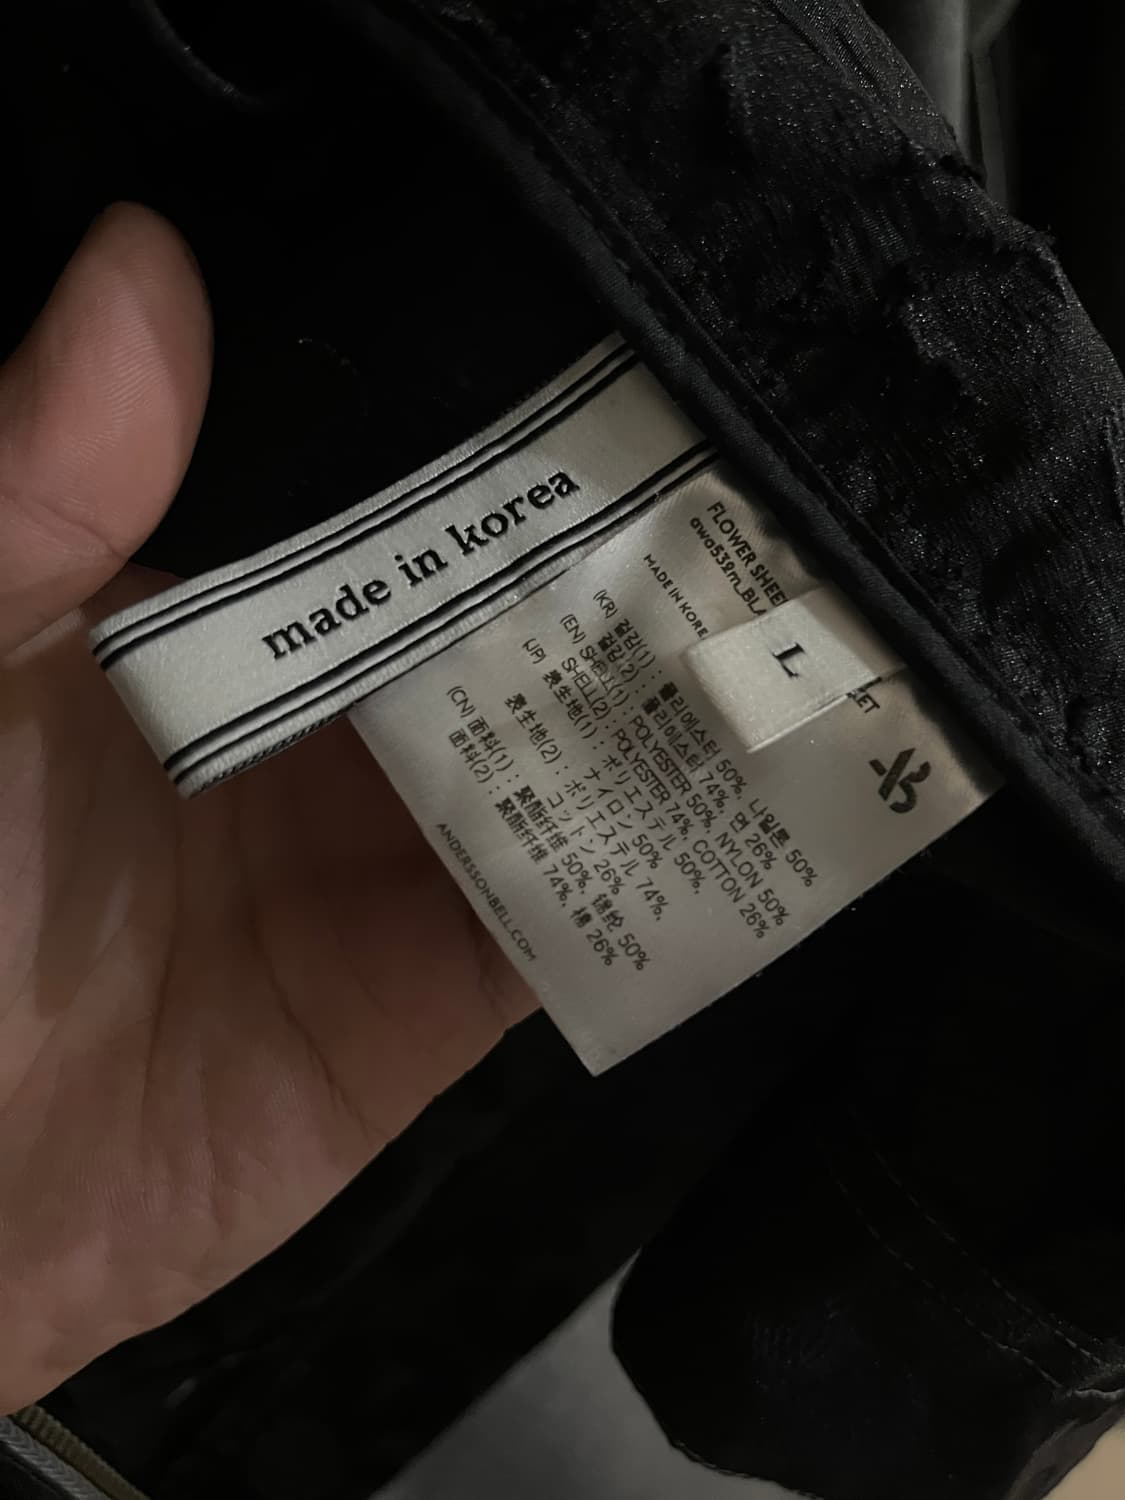 made in korea
L
FLOWER SHEE
awa532m_BLA
ET
MADE IN KORE
(KR) 겉감(1) : 폴리에스터 50%, 나일론 50%
겉감(2) : 폴리에스터 74%, 면 26%
(EN) SHELL(1) : POLYESTER 50%, NYLON 50%
SHELL(2) : POLYESTER 74%, COTTON 26%
(JP) 表生地(1) : ポリエステル 50%,
ナイロン 50%
表生地(2) : ポリエステル 74%,
コットン 26%
(CN) 面料(1) : 聚酯纤维 50%, 锦纶 50%
面料(2) : 聚酯纤维 74%, 棉 26%
ANDERSSONBELL.COM